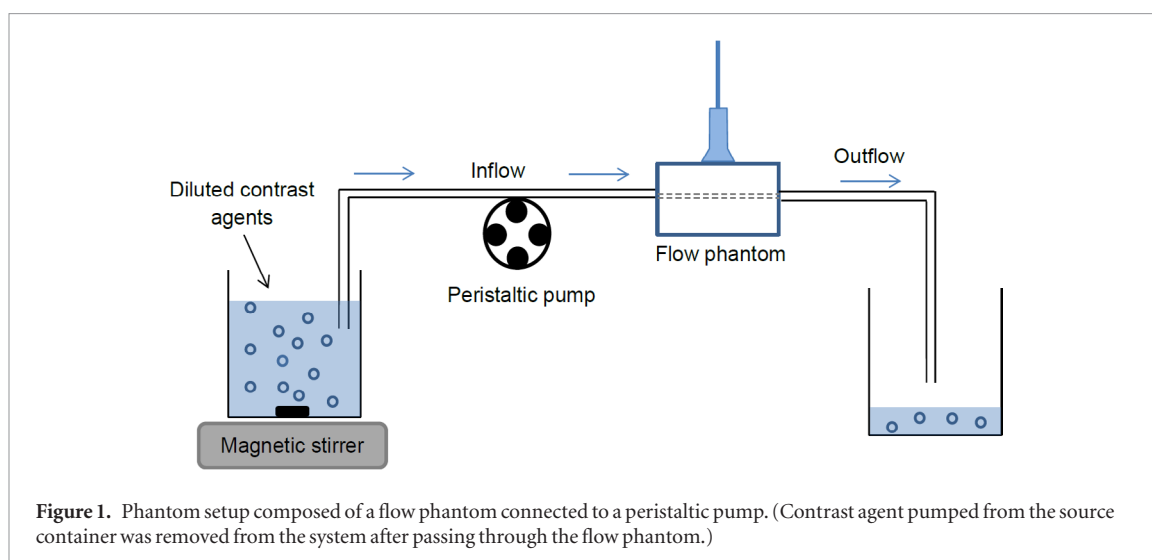 Inflow
Outflow
Diluted contrast
agents
Flow phantom
Peristaltic pump
Magnetic stirrer
Figure 1. Phantom setup composed of a flow phantom connected to a peristaltic pump. (Contrast agent pumped from the source
container was removed from the system after passing through the flow phantom.)